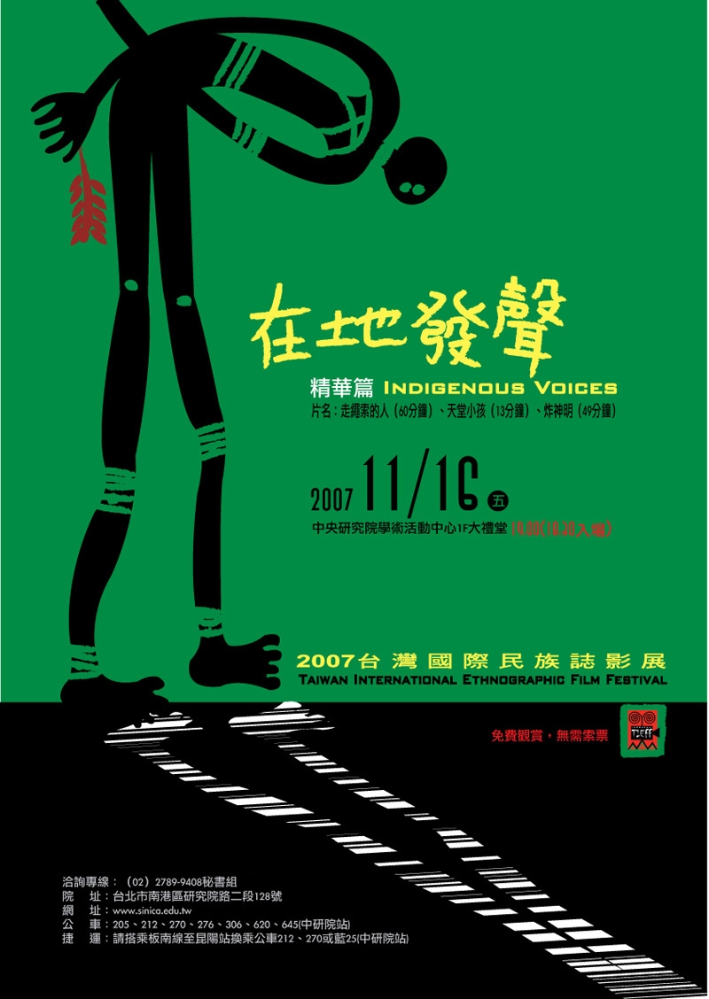 在地發聲
精華篇 INDIGENOUS VOICES
片名：走繩索的人（60分鐘）、天堂小孩（13分鐘）、炸神明（49分鐘）
2007 11/16 五
中央研究院學術活動中心1F大禮堂 19:00(18:30入場)
2007台灣國際民族誌影展
TAIWAN INTERNATIONAL ETHNOGRAPHIC FILM FESTIVAL
免費觀賞，無需索票
洽詢專線：（02）2789-9408秘書組
院　址：台北市南港區研究院路二段128號
網　址：www.sinica.edu.tw
公　車：205、212、270、276、306、620、645(中研院站)
捷　運：請搭乘板南線至昆陽站換乘公車212、270或藍25(中研院站)